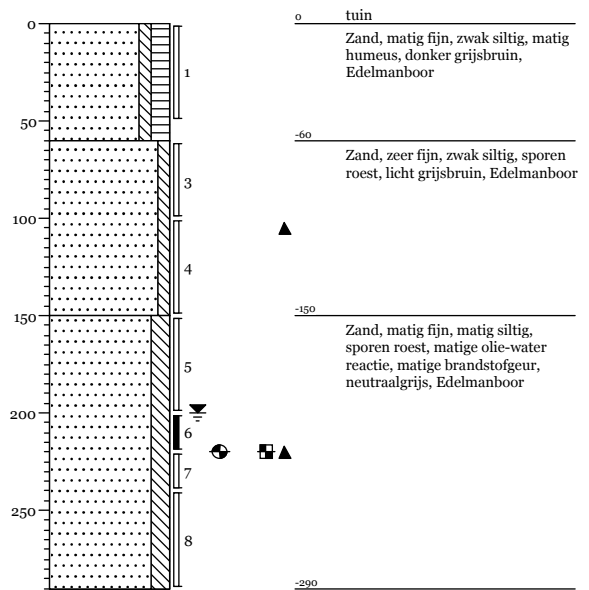 0 tuin
Zand, matig fijn, zwak siltig, matig
humeus, donker grijsbruin,
Edelmanboor
-60
Zand, zeer fijn, zwak siltig, sporen
roest, licht grijsbruin, Edelmanboor
-150
Zand, matig fijn, matig siltig,
sporen roest, matige olie-water
reactie, matige brandstofgeur,
neutraalgrijs, Edelmanboor
-290
0
50
100
150
200
250
1
3
4
5
6
7
8